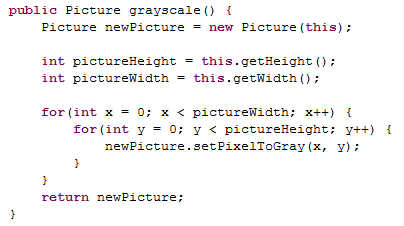 public Picture grayscale() {
    Picture newPicture = new Picture(this);

    int pictureHeight = this.getHeight();
    int pictureWidth = this.getWidth();

    for(int x = 0; x < pictureWidth; x++) {
        for(int y = 0; y < pictureHeight; y++) {
            newPicture.setPixelToGray(x, y);
        }
    }
    return newPicture;
}